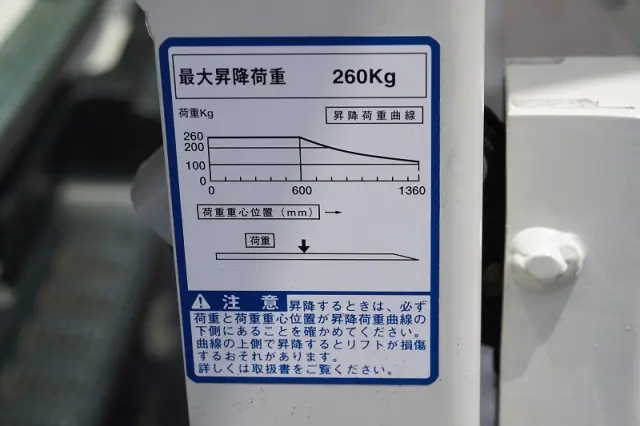 最大昇降荷重 260Kg
荷重Kg 昇降荷重曲線
260
200
100
0
0 600 1360
荷重重心位置(mm) →
荷重
注意 昇降するときは、必ず
荷重と荷重重心位置が昇降荷重曲線の
下側にあることを確かめてください。
曲線の上側で昇降するとリフトが損傷
するおそれがあります。
詳しくは取扱書をご覧ください。